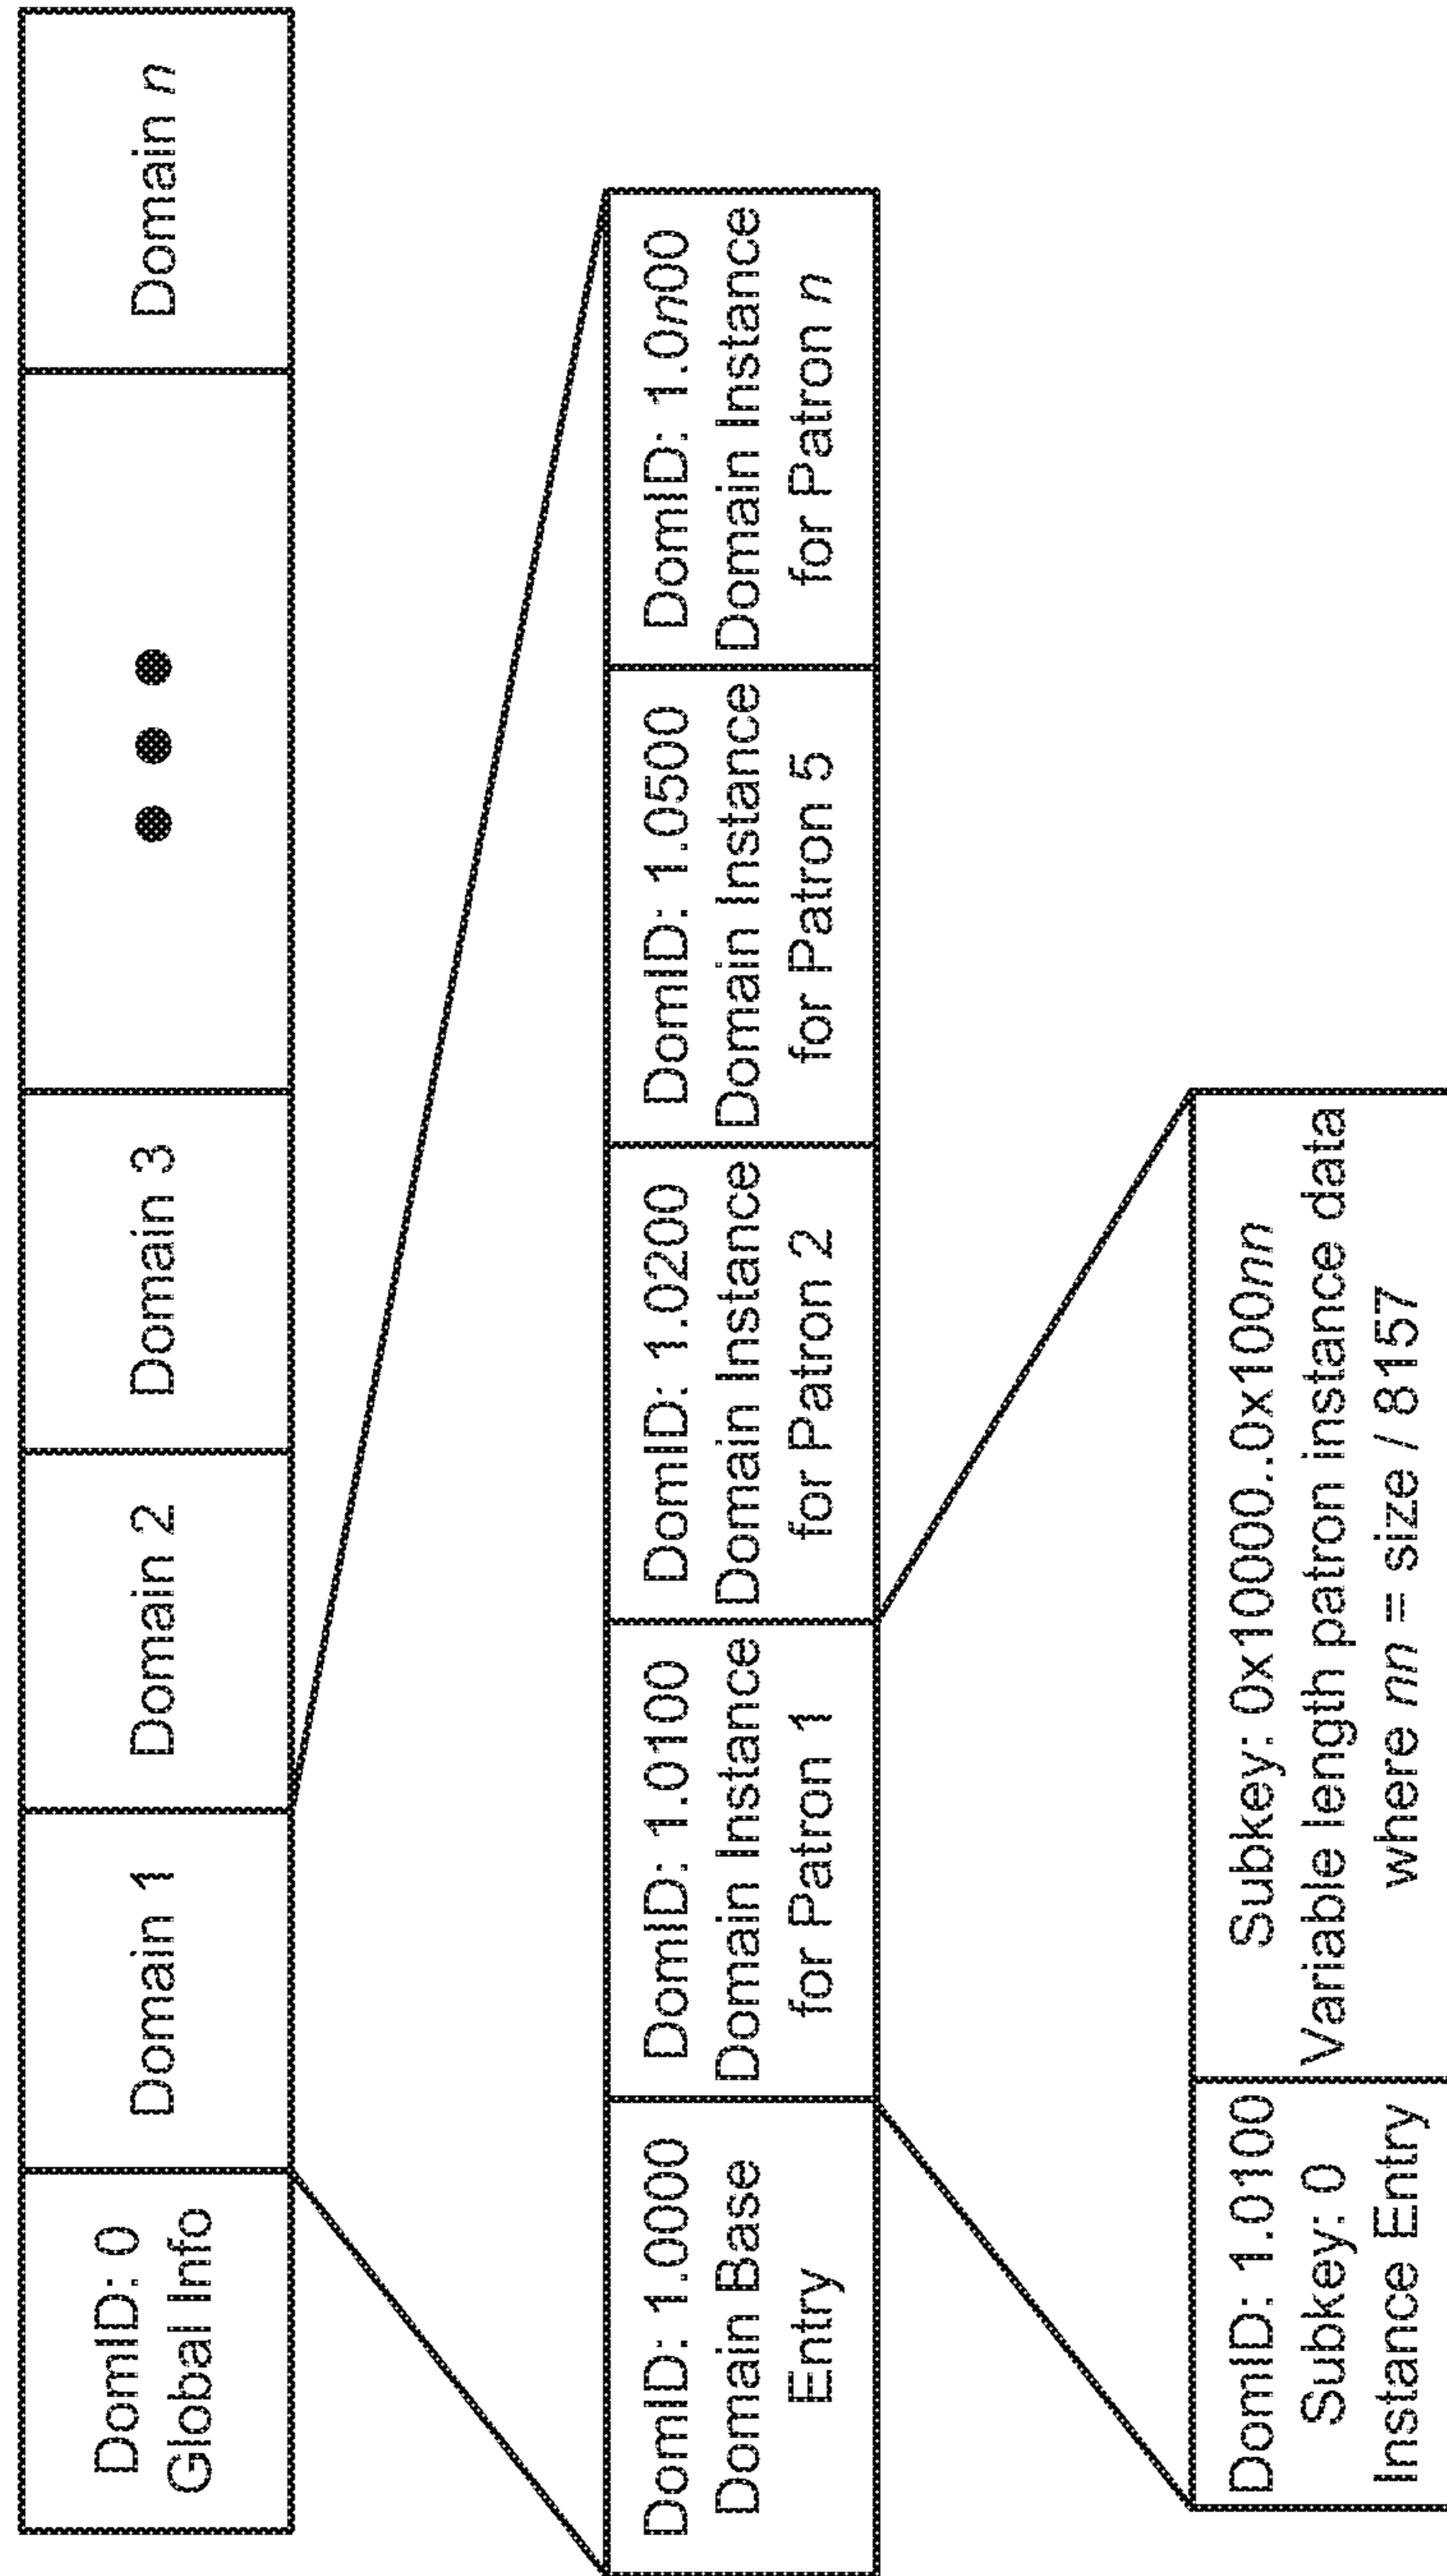 DomID: 0
Global Info
Domain 1
Domain 2
Domain 3
Domain n
DomID: 1.0000
Domain Base
Entry
DomID: 1.0100
Domain Instance
for Patron 1
DomID: 1.0200
Domain Instance
for Patron 2
DomID: 1.0500
Domain Instance
for Patron 5
DomID: 1.0n00
Domain Instance
for Patron n
DomID: 1.0100
Subkey: 0
Instance Entry
Subkey: 0x10000..0x100nn
Variable length patron instance data
where nn = size / 8157